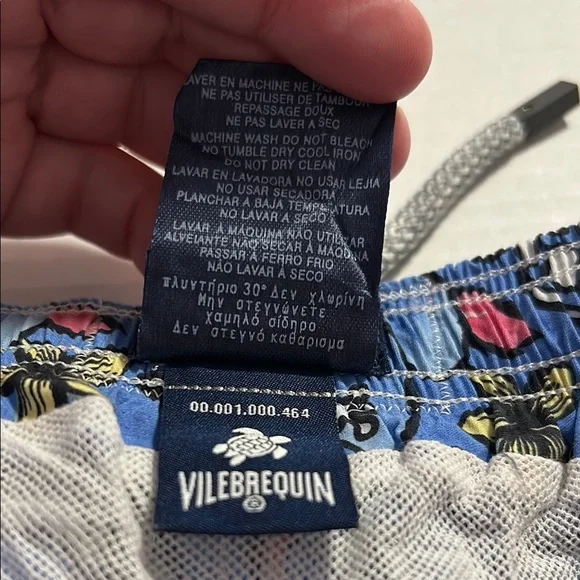 LAVER EN MACHINE NE PAS
NE PAS UTILISER DE TAMBOUR
REPASSAGE DOUX
NE PAS LAVER A SEC
MACHINE WASH DO NOT BLEACH
NO TUMBLE DRY COOL IRON
DO NOT DRY CLEAN
LAVAR EN LAVADORA NO USAR LEJIA
NO USAR SECADORA
PLANCHAR A BAJA TEMPERATURA
NO LAVAR A SECO
LAVAR A MAQUINA NÃO UTILIZAR
ALVEIANTE NÃO SECAR À MAQUINA
PASSAR À FERRO FRIO
NÃO LAVAR À SECO
πλυντήριο 30° Δεν χλωρίνη
Μην στεγνώνετε
χαμηλό σίδηρο
Δεν στεγνό καθαρισμα
00.001.000.464
VILEBREQUIN